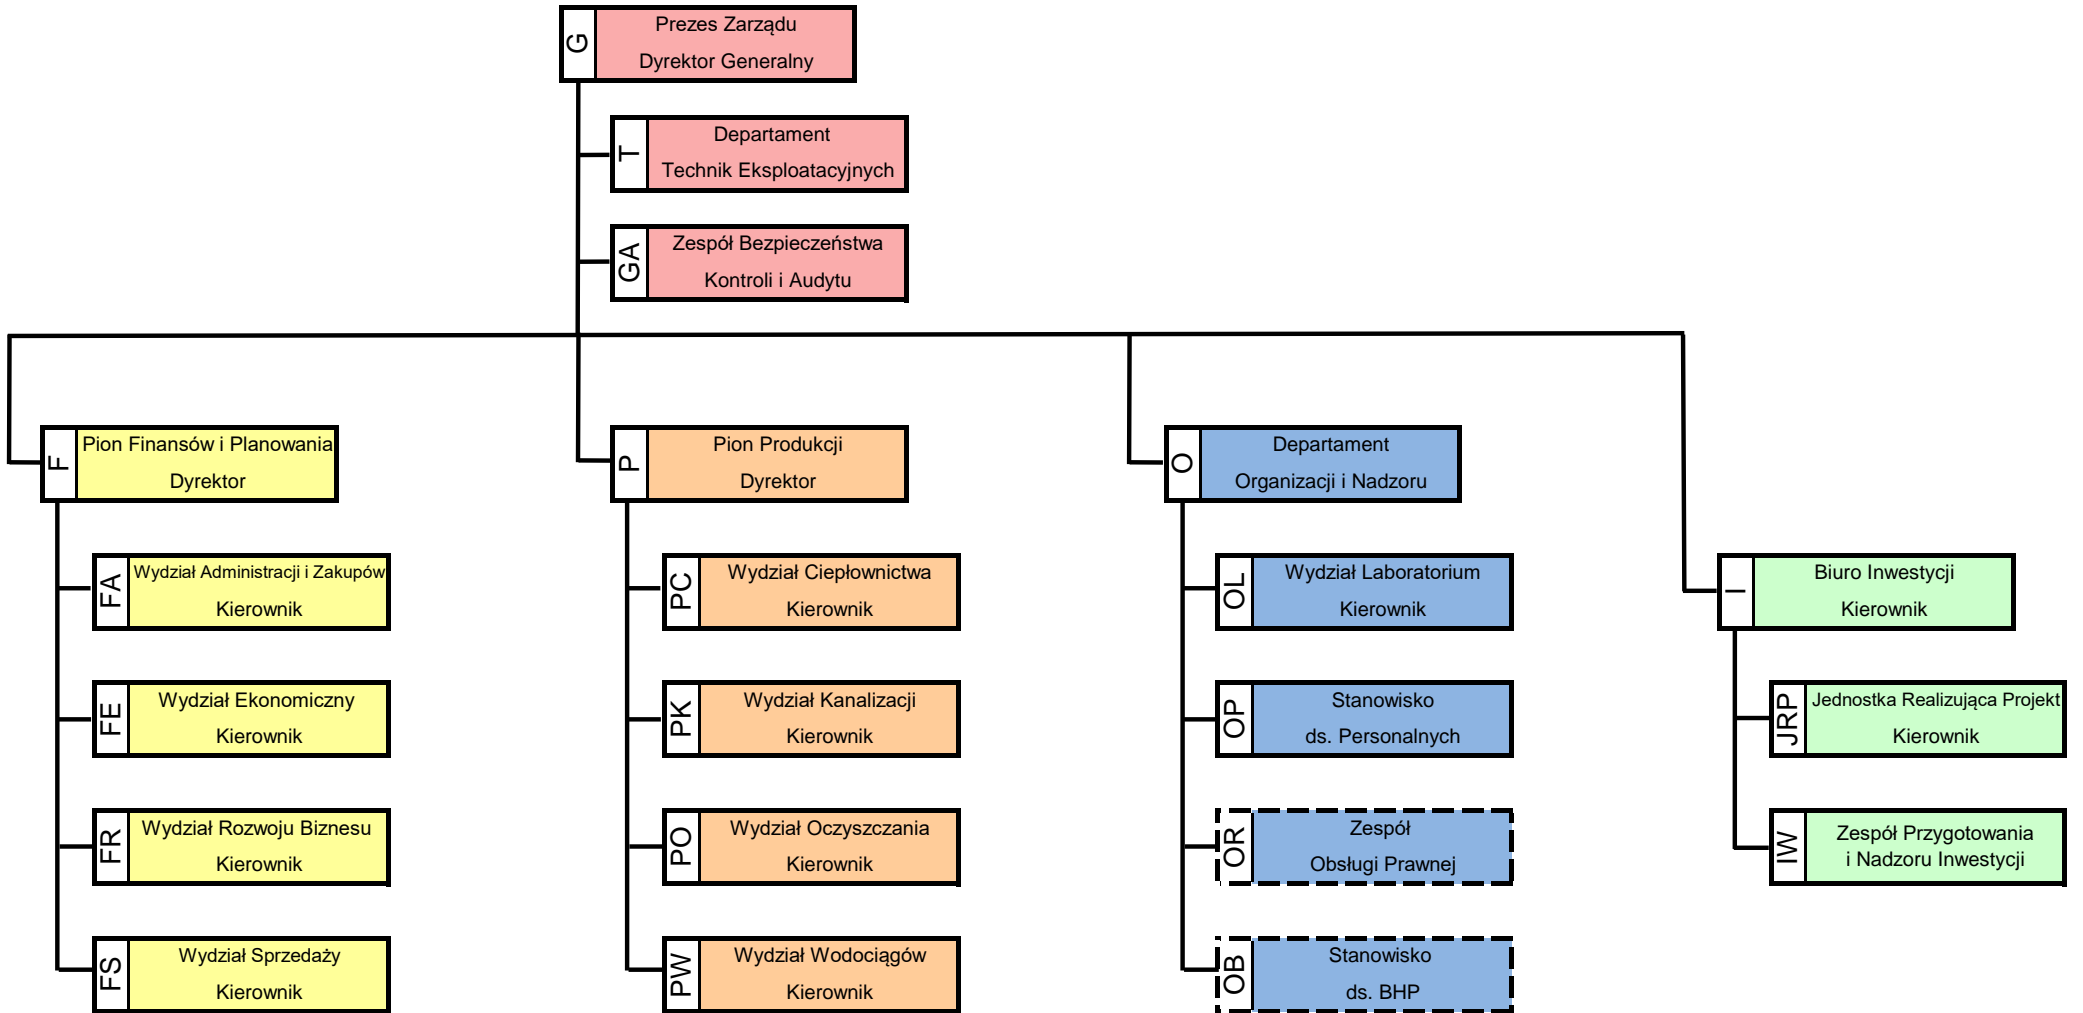 G
Prezes Zarządu
Dyrektor Generalny
T
Departament
Technik Eksploatacyjnych
GA
Zespół Bezpieczeństwa
Kontroli i Audytu
F
Pion Finansów i Planowania
Dyrektor
FA
Wydział Administracji i Zakupów
Kierownik
FE
Wydział Ekonomiczny
Kierownik
FR
Wydział Rozwoju Biznesu
Kierownik
FS
Wydział Sprzedaży
Kierownik
P
Pion Produkcji
Dyrektor
PC
Wydział Ciepłownictwa
Kierownik
PK
Wydział Kanalizacji
Kierownik
PO
Wydział Oczyszczania
Kierownik
PW
Wydział Wodociągów
Kierownik
O
Departament
Organizacji i Nadzoru
OL
Wydział Laboratorium
Kierownik
OP
Stanowisko
ds. Personalnych
OR
Zespół
Obsługi Prawnej
OB
Stanowisko
ds. BHP
I
Biuro Inwestycji
Kierownik
JRP
Jednostka Realizująca Projekt
Kierownik
IW
Zespół Przygotowania
i Nadzoru Inwestycji